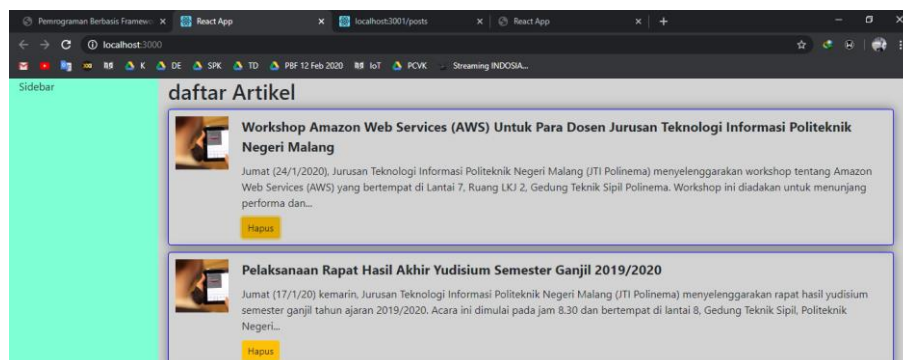 Pemrograman Berbasis Framewo
React App
localhost:3001/posts
React App
localhost:3000
K
DE
SPK
TD
PBF 12 Feb 2020
IoT
PCVK
Streaming INDOSIA...
Sidebar
daftar Artikel
Workshop Amazon Web Services (AWS) Untuk Para Dosen Jurusan Teknologi Informasi Politeknik
Negeri Malang
Jumat (24/1/2020), Jurusan Teknologi Informasi Politeknik Negeri Malang (JTI Polinema) menyelenggarakan workshop tentang Amazon
Web Services (AWS) yang bertempat di Lantai 7, Ruang LKJ 2, Gedung Teknik Sipil Polinema. Workshop ini diadakan untuk menunjang
performa dan...
Hapus
Pelaksanaan Rapat Hasil Akhir Yudisium Semester Ganjil 2019/2020
Jumat (17/1/20) kemarin, Jurusan Teknologi Informasi Politeknik Negeri Malang (JTI Polinema) menyelenggarakan rapat hasil yudisium
semester ganjil tahun ajaran 2019/2020. Acara ini dimulai pada jam 8.30 dan bertempat di lantai 8, Gedung Teknik Sipil, Politeknik
Negeri...
Hapus